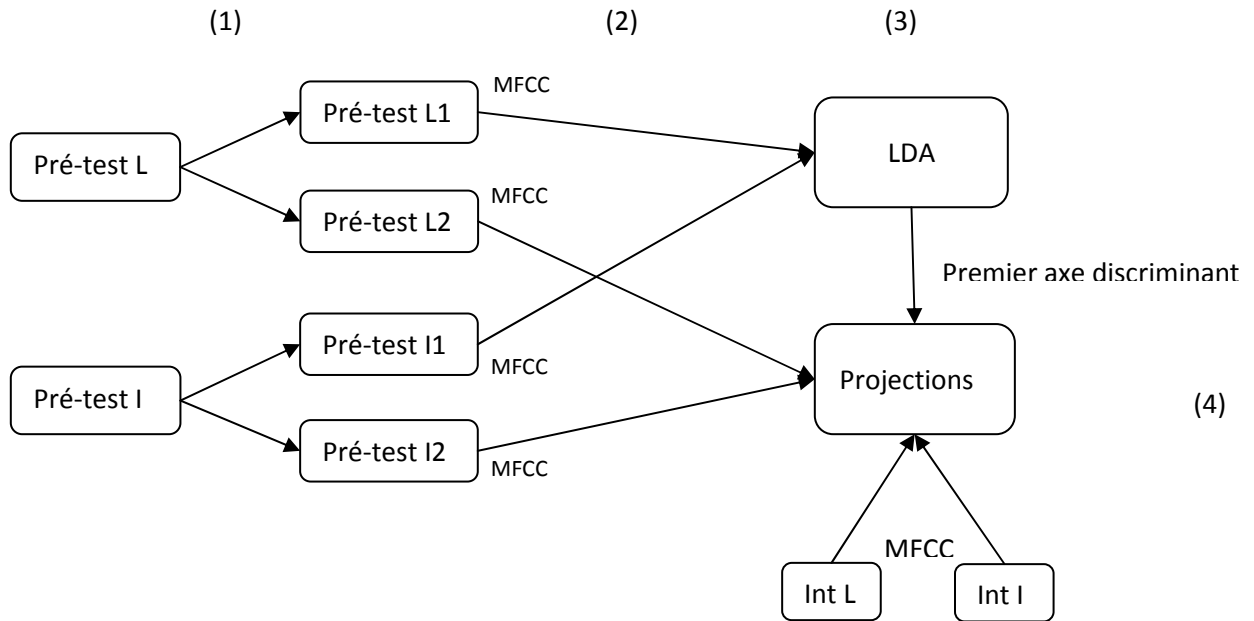 (1)
(2)
(3)
MFCC
Pré-test L1
LDA
Pré-test L
MFCC
Pré-test L2
Premier axe discriminant
Pré-test I1
MFCC
Projections
Pré-test I
(4)
Pré-test I2
MFCC
MFCC
Int L
Int I